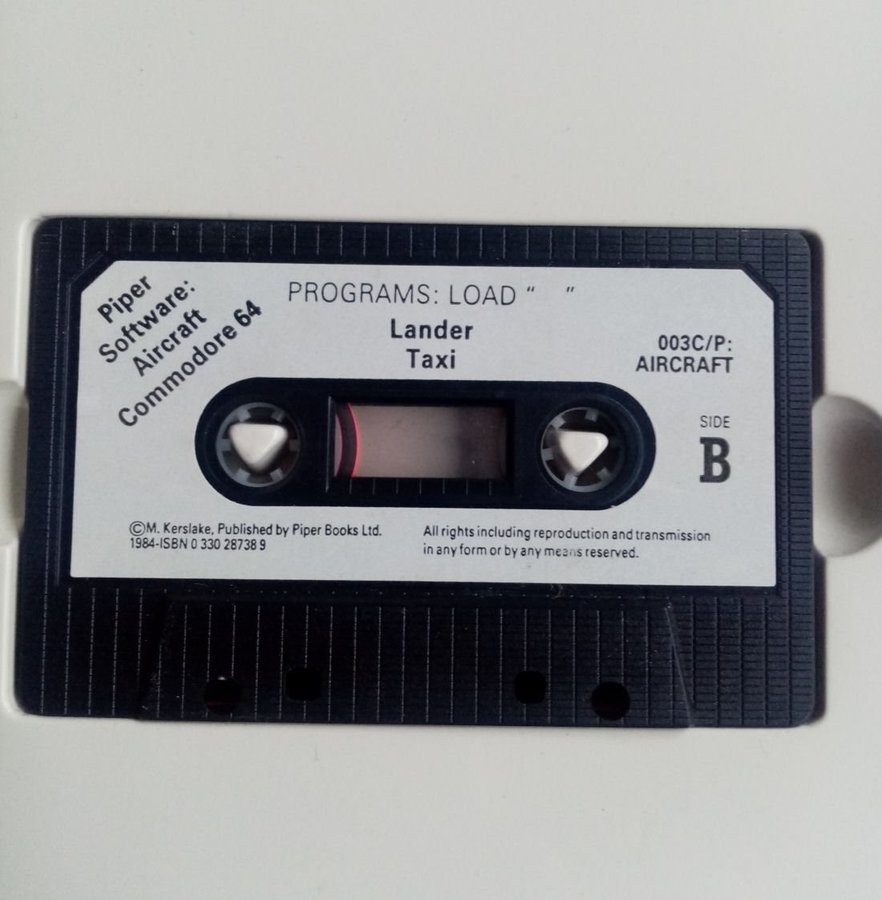 Piper
Software:
Aircraft
Commodore 64
PROGRAMS: LOAD “ ”
Lander
Taxi
003C/P:
AIRCRAFT
SIDE
B
©M. Kerslake, Published by Piper Books Ltd.
1984-ISBN 0 330 28738 9
All rights including reproduction and transmission
in any form or by any means reserved.